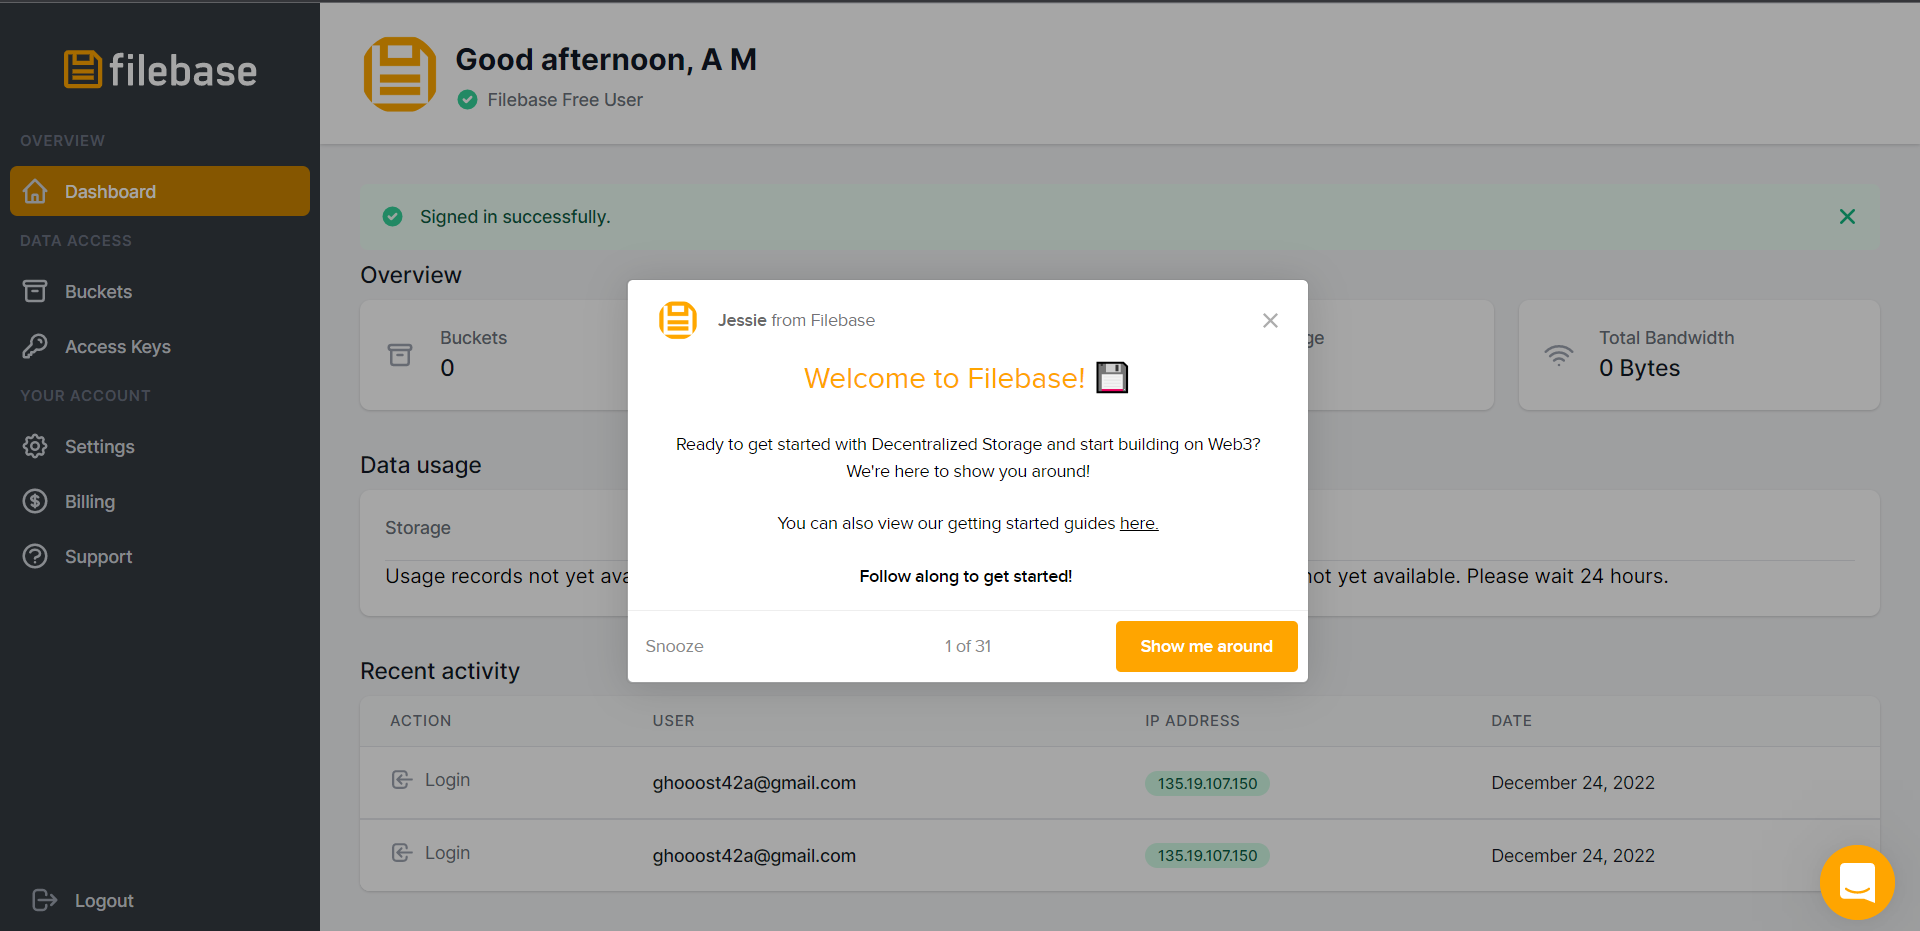 filebase
OVERVIEW
Dashboard
DATA ACCESS
Buckets
Access Keys
YOUR ACCOUNT
Settings
Billing
Support
Logout
Good afternoon, A M
Filebase Free User
Signed in successfully.
Overview
Buckets
0
ge
Total Bandwidth
0 Bytes
Data usage
Storage
Usage records not yet ava
not yet available. Please wait 24 hours.
Jessie from Filebase
Welcome to Filebase!
Ready to get started with Decentralized Storage and start building on Web3?
We're here to show you around!
You can also view our getting started guides here.
Follow along to get started!
Snooze
1 of 31
Show me around
Recent activity
ACTION USER IP ADDRESS DATE
Login ghooost42a@gmail.com 135.19.107.150 December 24, 2022
Login ghooost42a@gmail.com 135.19.107.150 December 24, 2022